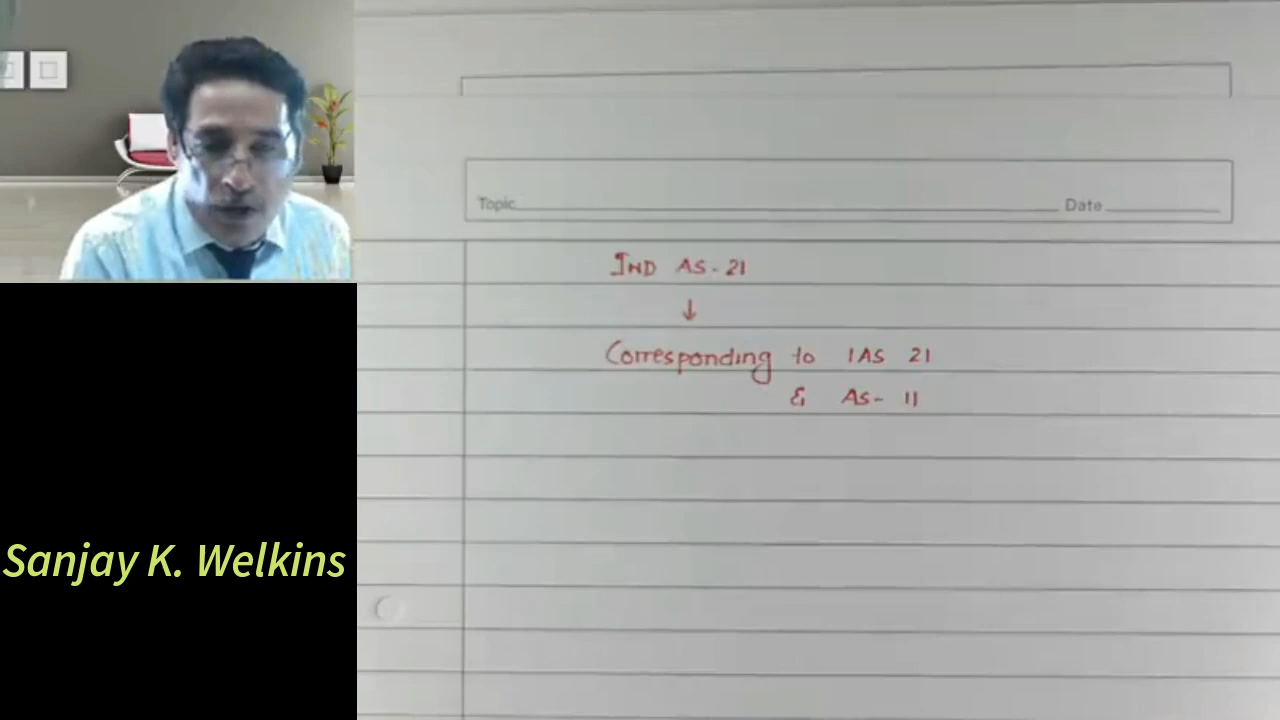 Topic
Date
IND AS-21
↓
Corresponding to IAS 21
& AS-11
Sanjay K. Welkins